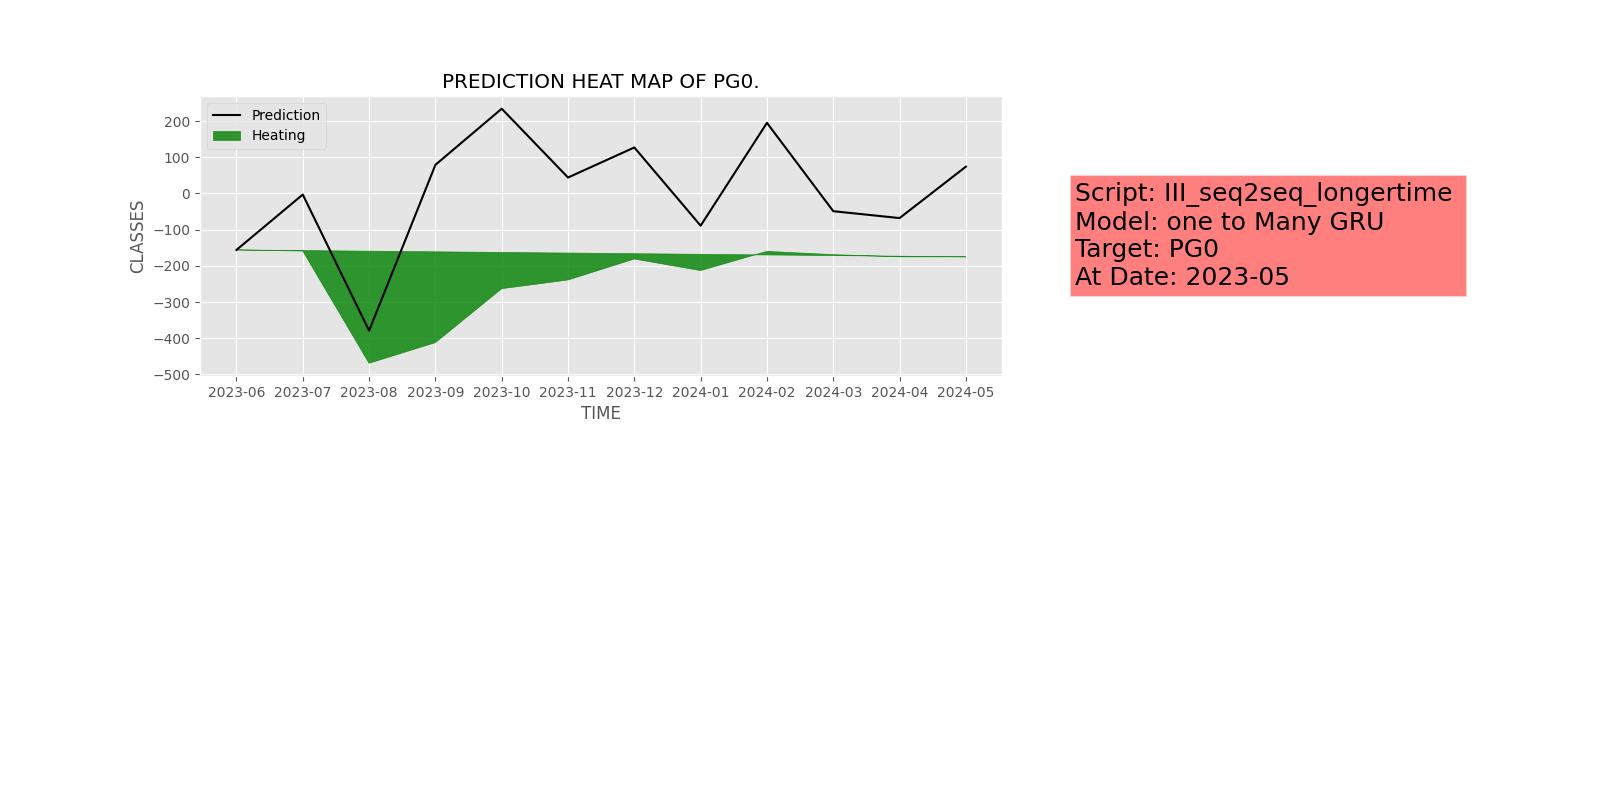 PREDICTION HEAT MAP OF PG0.
Prediction
Heating
200
100
0
−100
−200
−300
−400
−500
CLASSES
2023-06 2023-07 2023-08 2023-09 2023-10 2023-11 2023-12 2024-01 2024-02 2024-03 2024-04 2024-05
TIME
Script: III_seq2seq_longertime
Model: one to Many GRU
Target: PG0
At Date: 2023-05